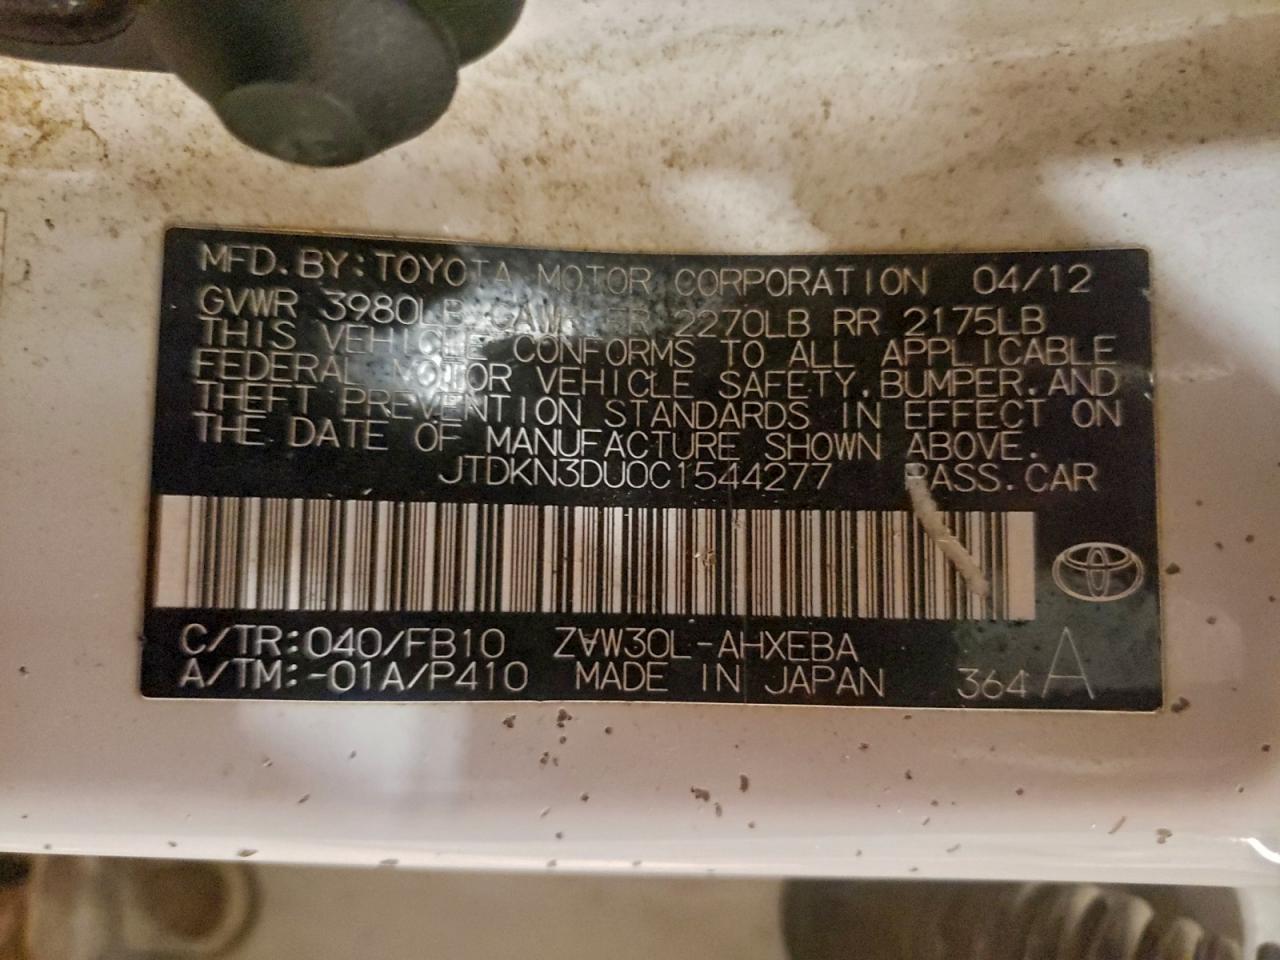 MFD. BY: TOYOTA MOTOR CORPORATION 04/12
GVWR 3980LB GAWR FR 2270LB RR 2175LB
THIS VEHICLE CONFORMS TO ALL APPLICABLE
FEDERAL MOTOR VEHICLE SAFETY, BUMPER, AND
THEFT PREVENTION STANDARDS IN EFFECT ON
THE DATE OF MANUFACTURE SHOWN ABOVE.
JTDKN3DU0C1544277 PASS. CAR
C/TR: 040/FB10 ZVW30L-AHXEBA
A/TM: -01A/P410 MADE IN JAPAN 364 A